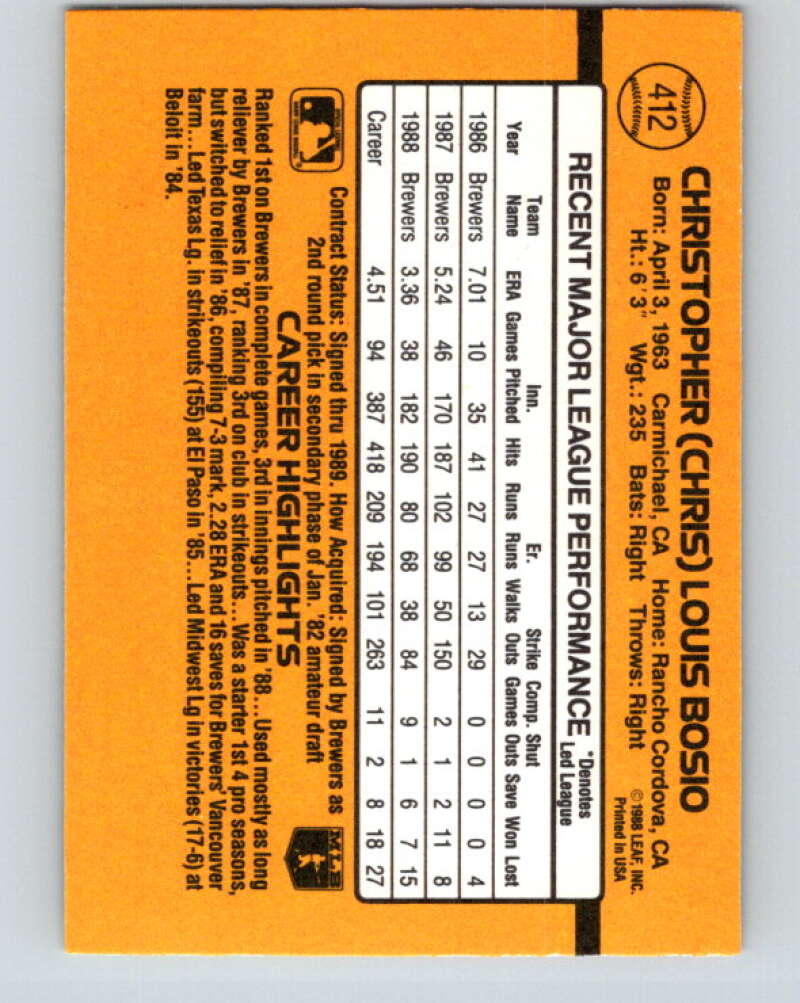 412
CHRISTOPHER (CHRIS) LOUIS BOSIO
Born: April 3, 1963 Carmichael, CA Home: Rancho Cordova, CA
Ht.: 6'3" Wgt.: 235 Bats: Right Throws: Right
©1988 LEAF, INC.
Printed in USA
RECENT MAJOR LEAGUE PERFORMANCE
*Denotes
Led League
Team Inn. Er. Strike Comp. Shut
Year Name ERA Games Pitched Hits Runs Runs Walks Outs Games Outs Save Won Lost
1986 Brewers 7.01 10 35 41 27 27 13 29 0 0 0 0 4
1987 Brewers 5.24 46 170 187 102 99 50 150 2 1 2 11 8
1988 Brewers 3.36 38 182 190 80 68 38 84 9 1 6 7 15
Career 4.51 94 387 418 209 194 101 263 11 2 8 18 27
Contract Status: Signed thru 1989. How Acquired: Signed by Brewers as
2nd round pick in secondary phase of Jan. '82 amateur draft
MLB
CAREER HIGHLIGHTS
Ranked 1st on Brewers in complete games, 3rd in innings pitched in '88...Used mostly as long
reliever by Brewers in '87, ranking 3rd on club in strikeouts...Was a starter 1st 4 pro seasons,
but switched to relief in '86, compiling 7-3 mark, 2..28 ERA and 16 saves for Brewers' Vancouver
farm...Led Texas Lg. in strikeouts (155) at El Paso in '85...Led Midwest Lg in victories (17-6) at
Beloit in '84.